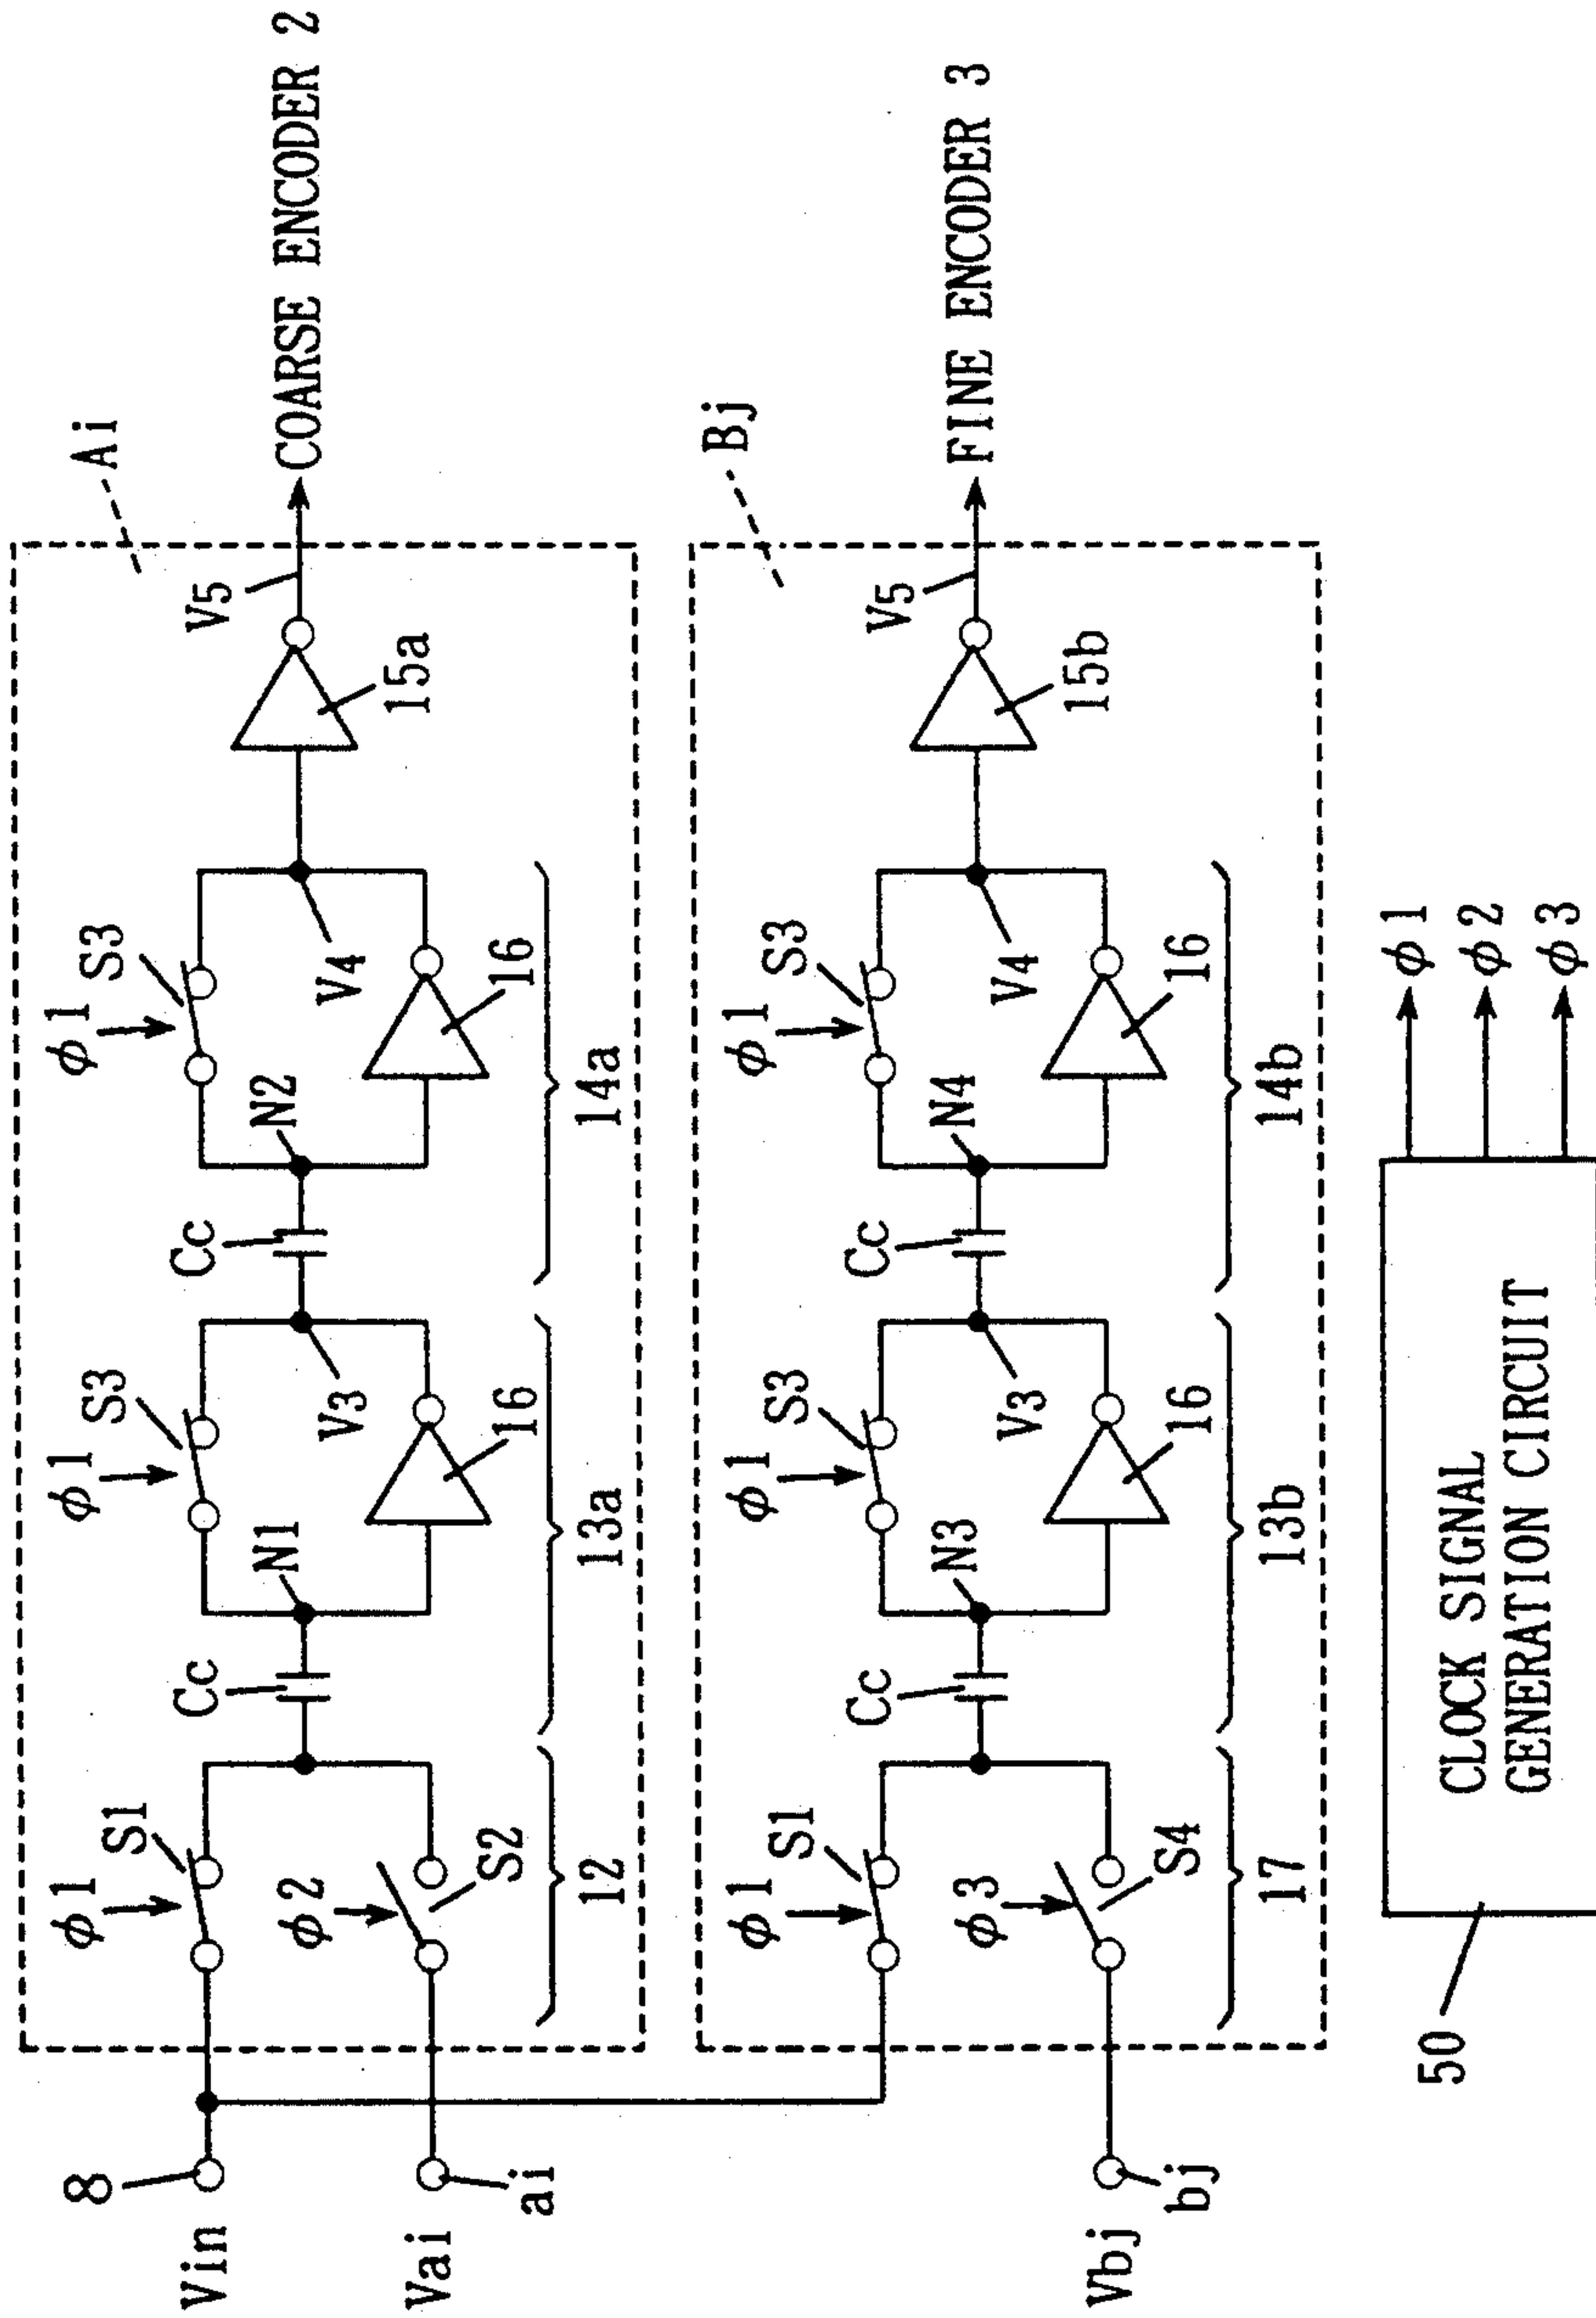 Ai
φ1
S1
φ2
S2
12
Cc
N1
φ1
S3
V3
16
13a
Cc
N2
φ1
S3
V4
16
14a
15a
V5
COARSE ENCODER 2
8
Vin
Vai
ai
Bj
φ1
S1
φ3
S4
17
Cc
N3
φ1
S3
V3
16
13b
Cc
N4
φ1
S3
V4
16
14b
15b
V5
FINE ENCODER 3
Vbj
bj
50
CLOCK SIGNAL
GENERATION CIRCUIT
φ1
φ2
φ3